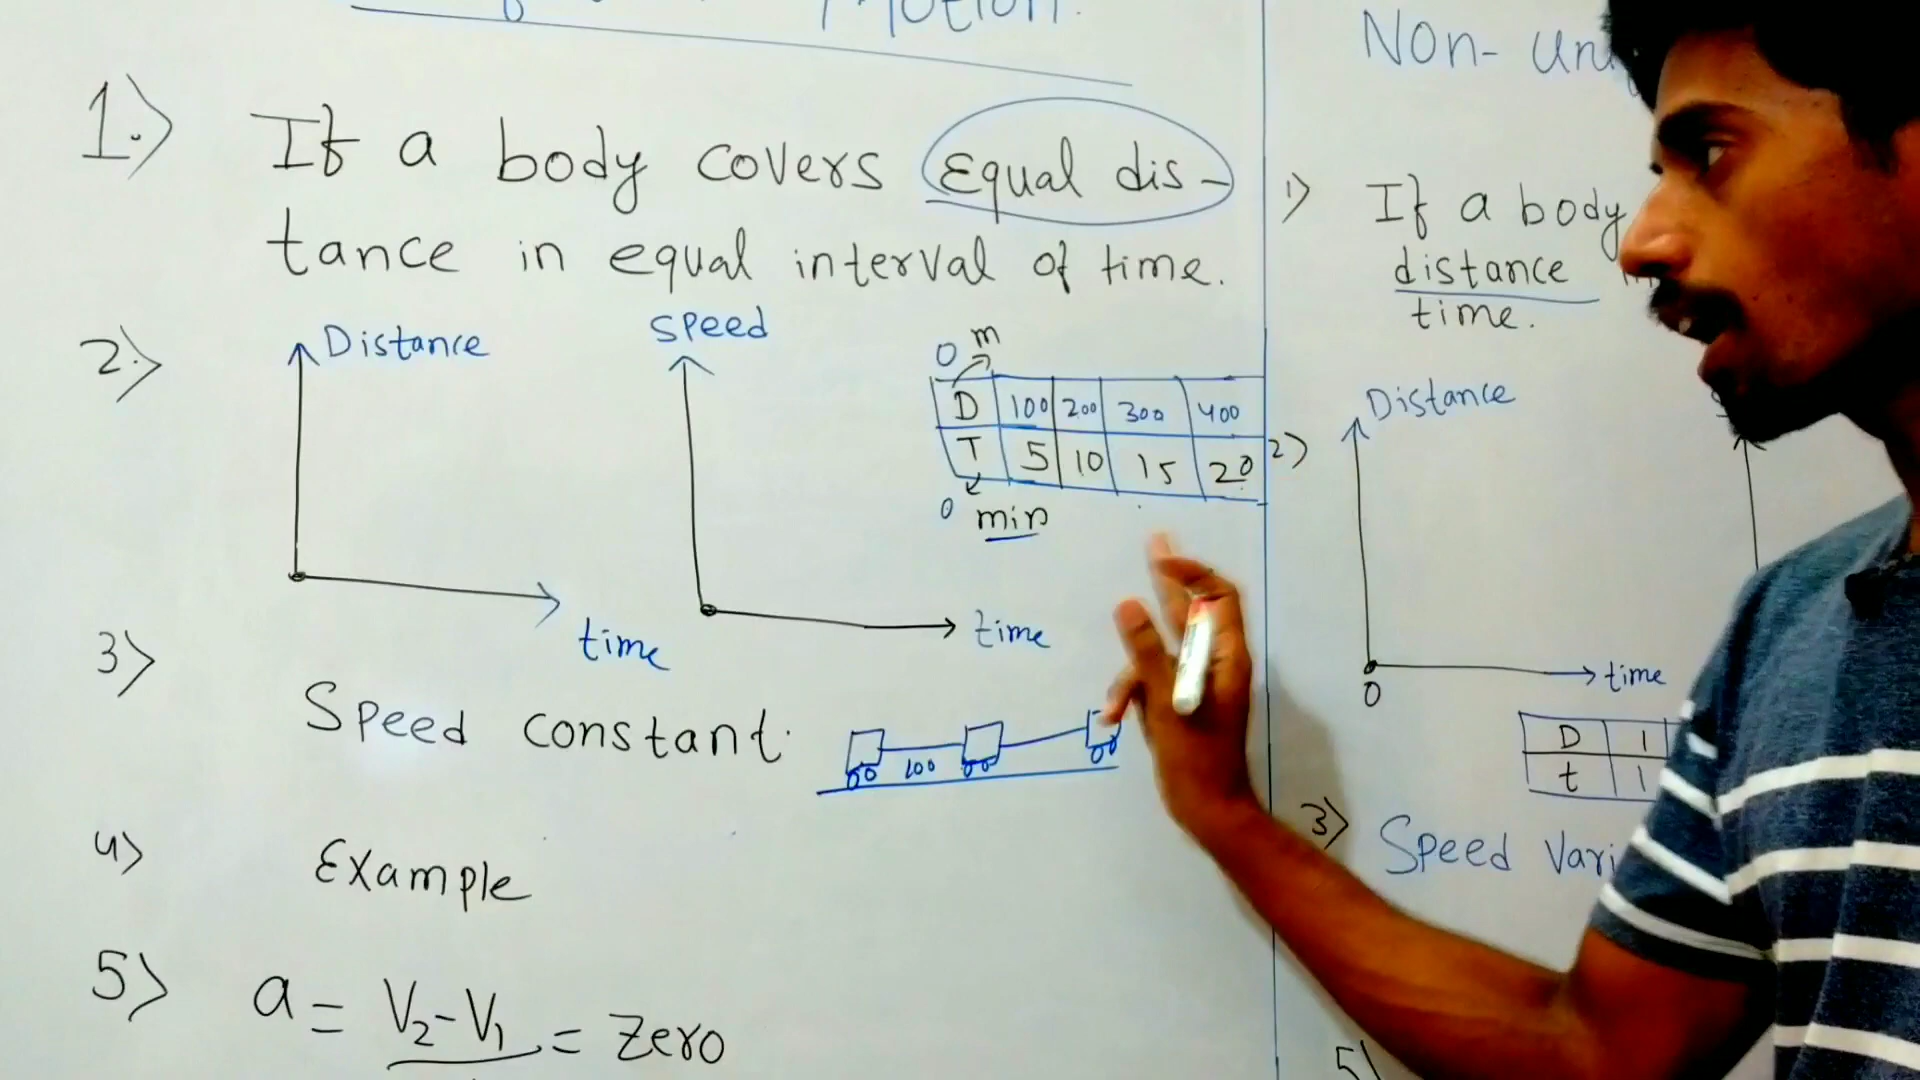 Motion.
1.) If a body covers Equal dis-
tance in equal interval of time.
2.) Distance
time
speed
time
0 m
D 100 200 300 400
T 5 10 15 20
0 min
3) Speed constant.
100
4) Example
5) a = V2-V1 = Zero
Non-
1) If a body
distance
time.
2) Distance
0
time
D 1
t 1
3) Speed
5)